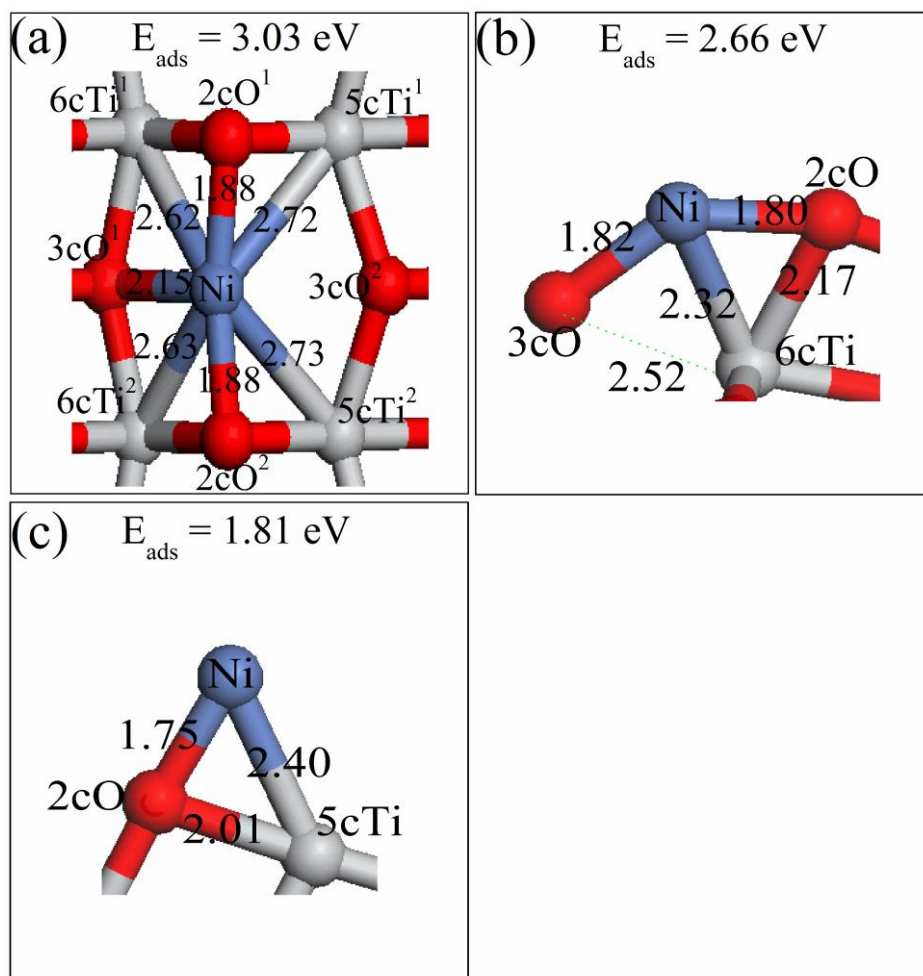 (a) E_ads = 3.03 eV
6cTi¹ 2cO¹ 5cTi¹
1.88
2.62 2.72
3cO¹ 2.15 Ni 3cO²
2.63 2.73
1.88
6cTi² 5cTi²
2cO²
(b) E_ads = 2.66 eV
2cO
Ni 1.80
1.82
2.32 2.17
3cO 6cTi
2.52
(c) E_ads = 1.81 eV
Ni
1.75
2.40
2cO 5cTi
2.01